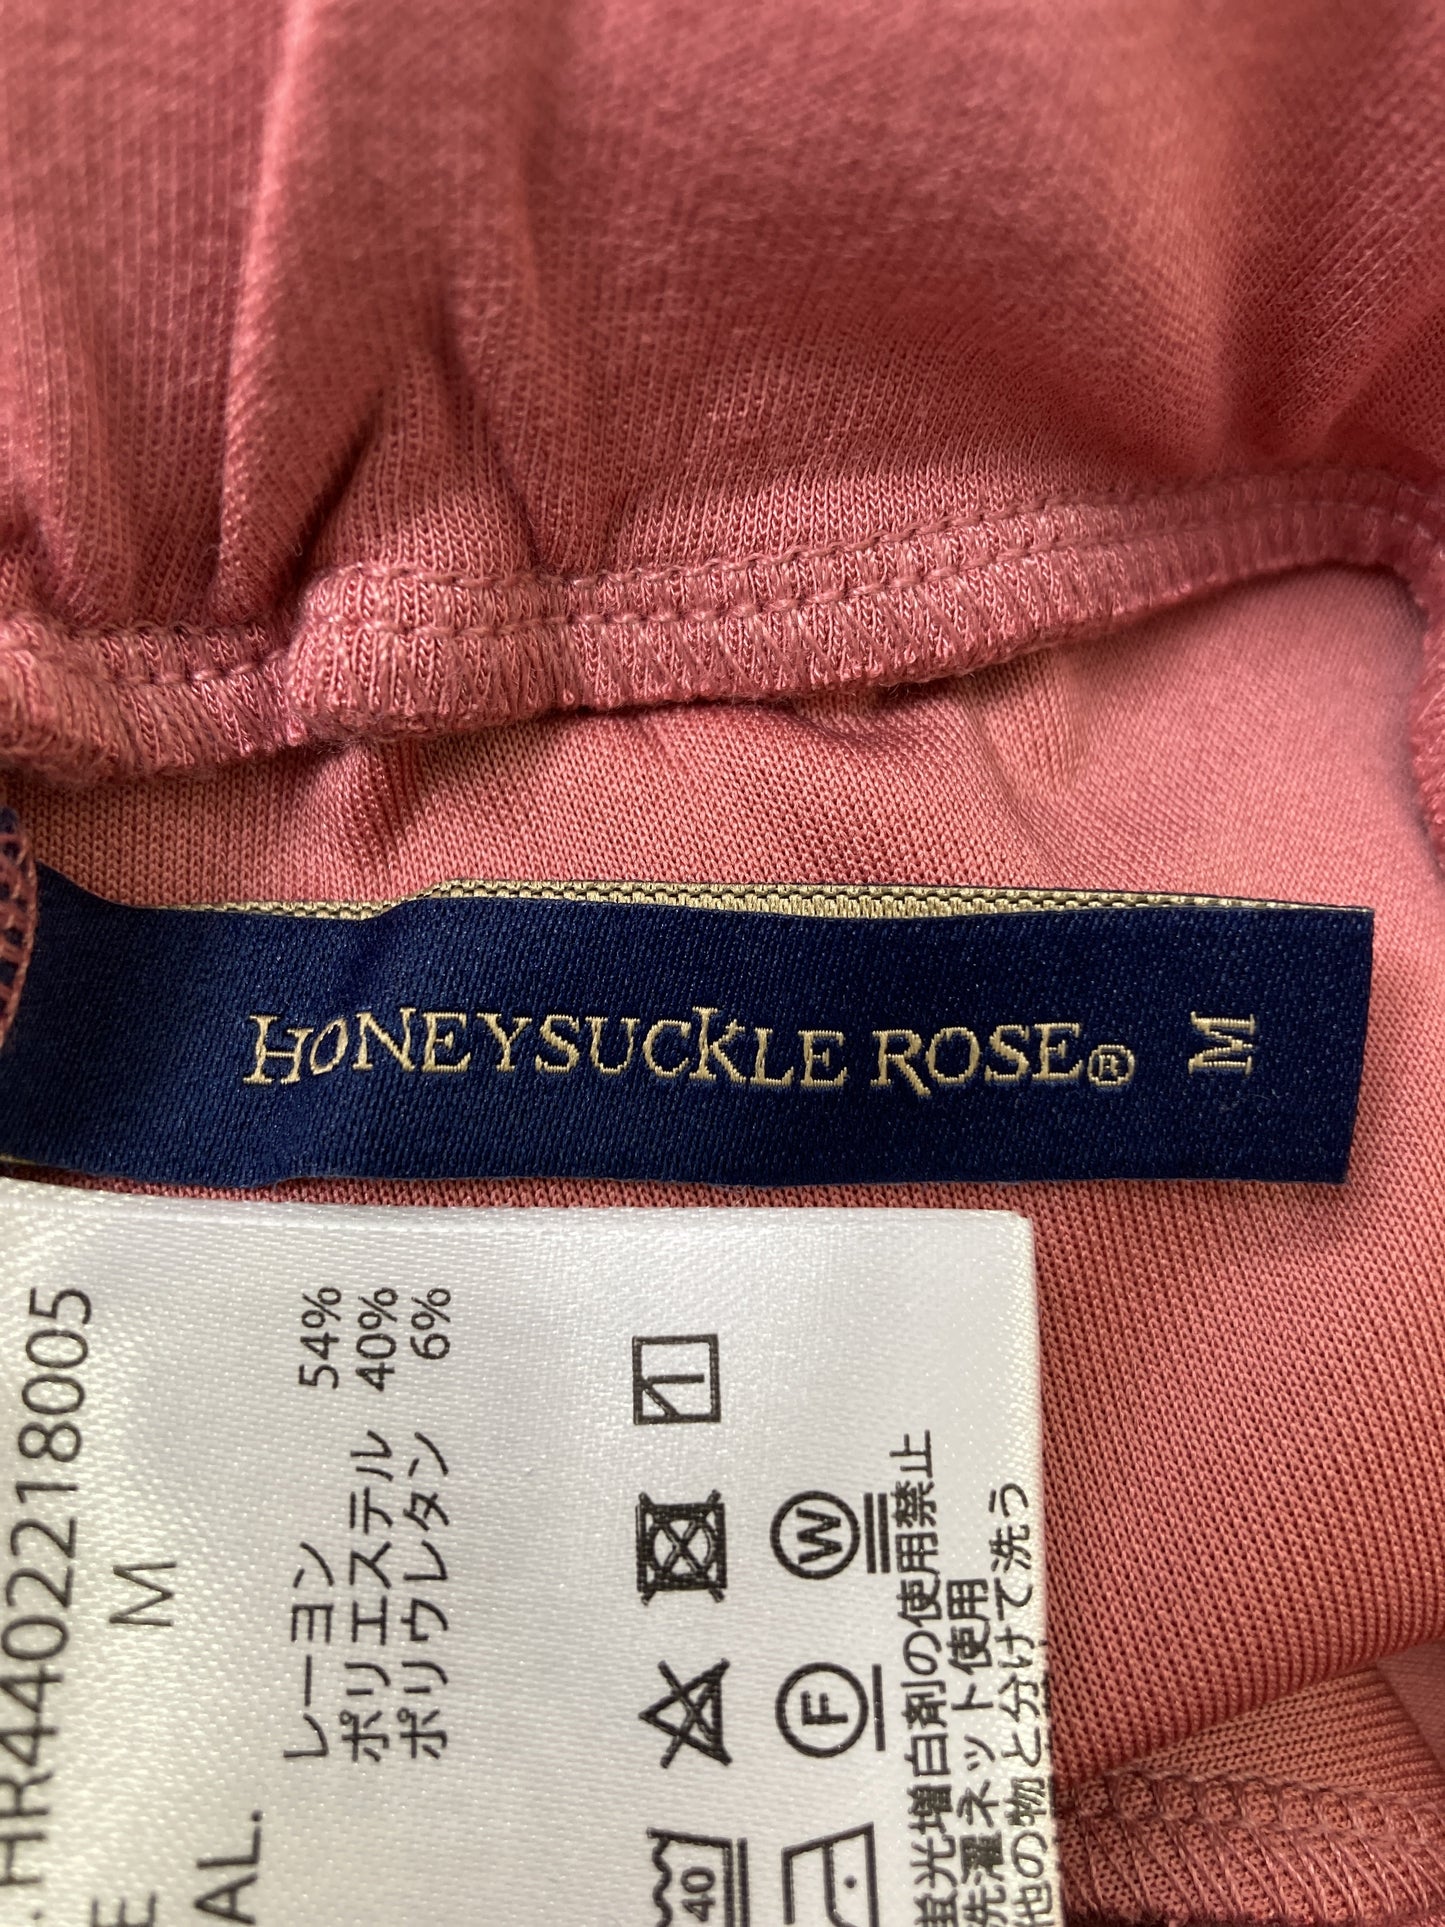 HONEYSUCKLE ROSE® M
HR4402218005
M
AL.
レーヨン 54%
ポリエステル 40%
ポリウレタン 6%
40
F W
蛍光増白剤の使用禁止
洗濯ネット使用
他の物と分けて洗う